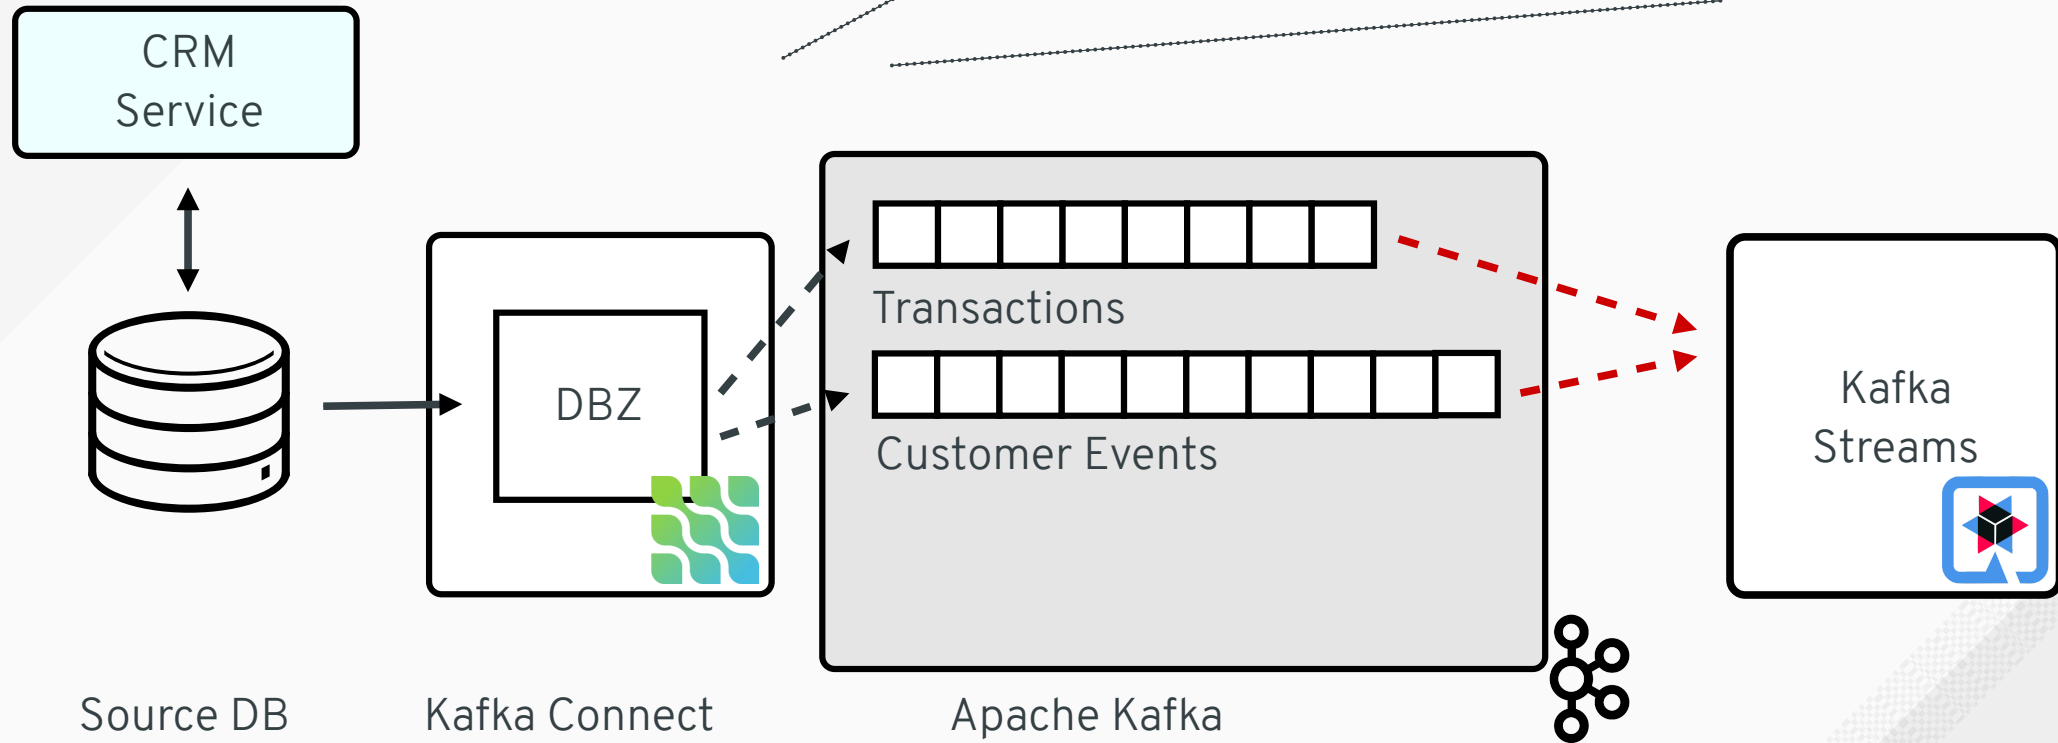 CRM
Service
DBZ
Transactions
Customer Events
Kafka
Streams
Source DB
Kafka Connect
Apache Kafka